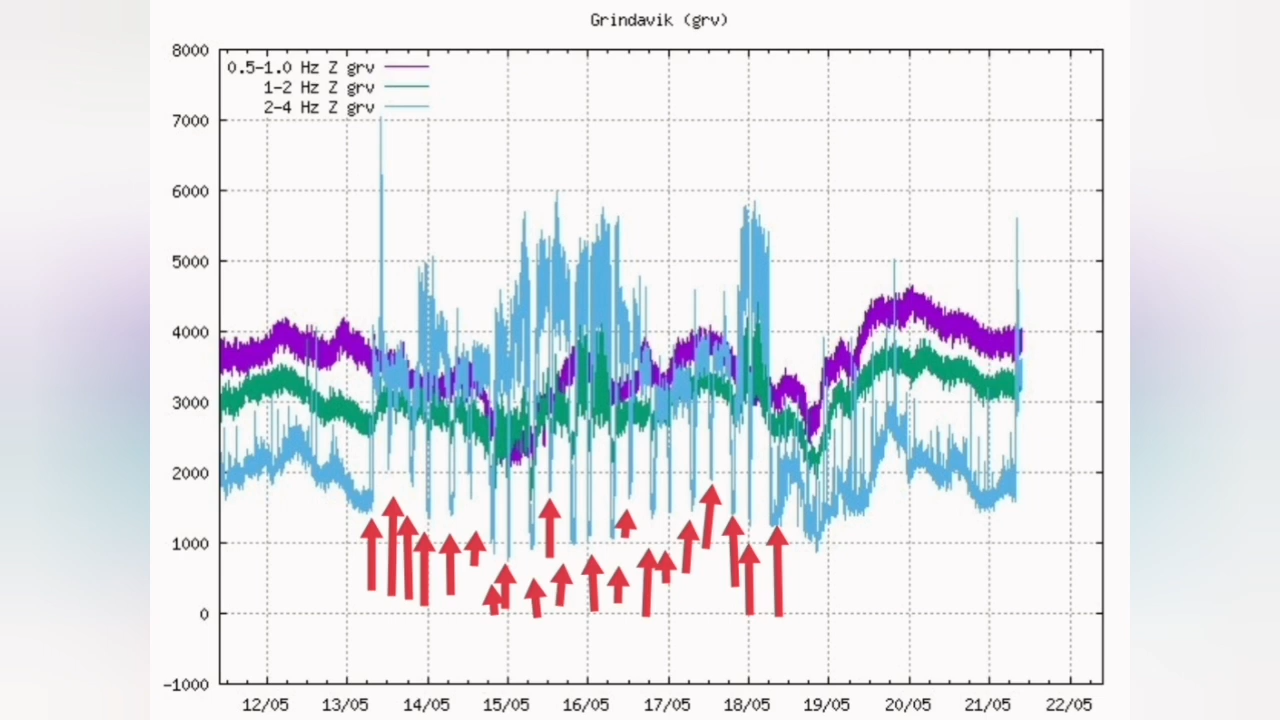 Grindavik (grv)
8000
0.5-1.0 Hz Z grv
1-2 Hz Z grv
2-4 Hz Z grv
7000
6000
5000
4000
3000
2000
1000
0
-1000
12/05 13/05 14/05 15/05 16/05 17/05 18/05 19/05 20/05 21/05 22/05